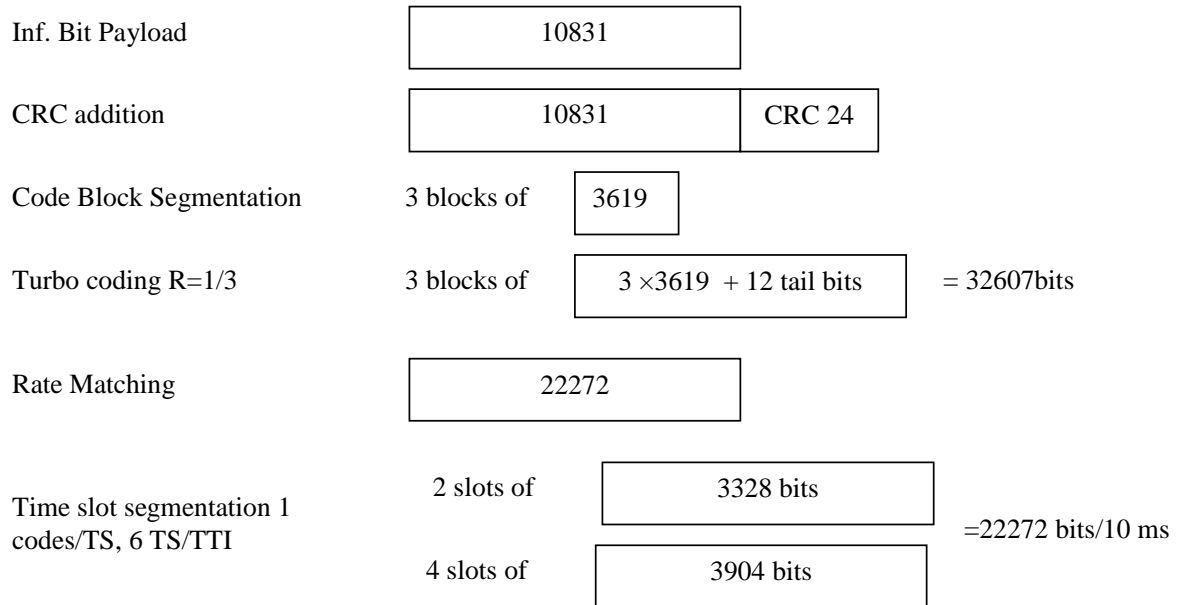 Inf. Bit Payload 10831
CRC addition 10831 CRC 24
Code Block Segmentation 3 blocks of 3619
Turbo coding R=1/3 3 blocks of 3 ×3619 + 12 tail bits = 32607bits
Rate Matching 22272
2 slots of 3328 bits
Time slot segmentation 1
codes/TS, 6 TS/TTI =22272 bits/10 ms
4 slots of 3904 bits